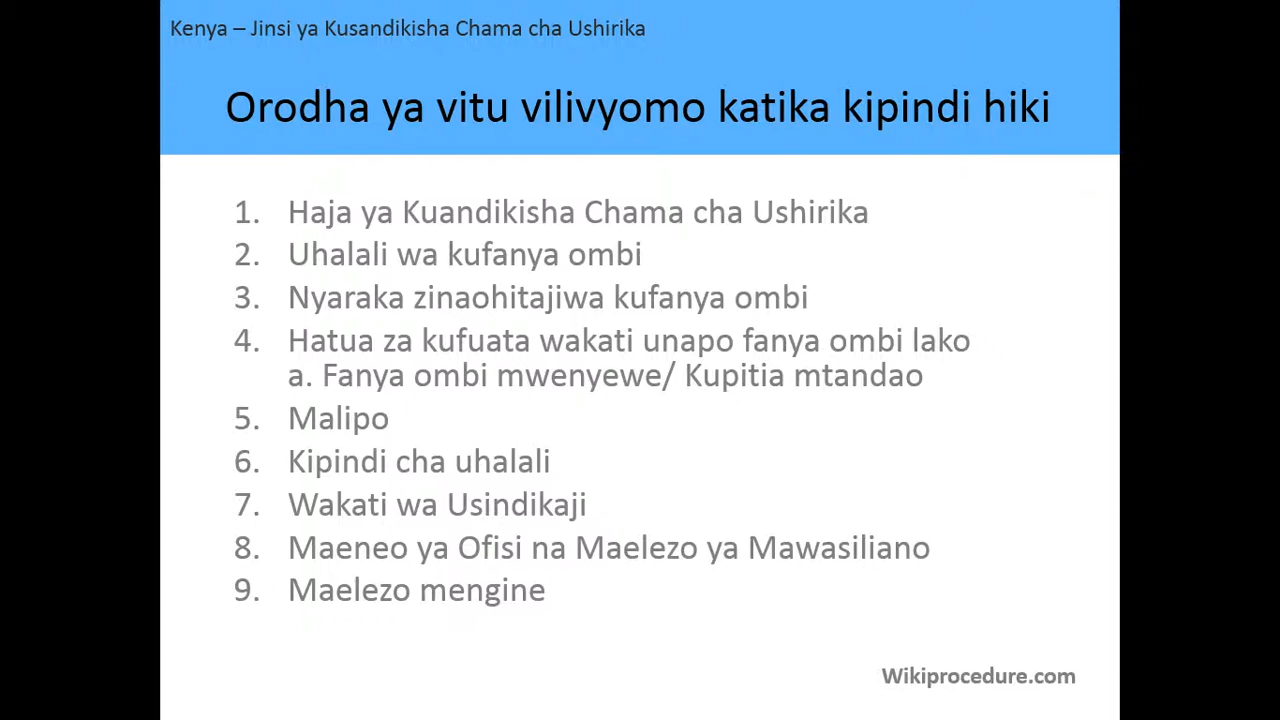 Kenya – Jinsi ya Kusandikisha Chama cha Ushirika
Orodha ya vitu vilivyomo katika kipindi hiki
1. Haja ya Kuandikisha Chama cha Ushirika
2. Uhalali wa kufanya ombi
3. Nyaraka zinaohitajiwa kufanya ombi
4. Hatua za kufuata wakati unapo fanya ombi lako
a. Fanya ombi mwenyewe/ Kupitia mtandao
5. Malipo
6. Kipindi cha uhalali
7. Wakati wa Usindikaji
8. Maeneo ya Ofisi na Maelezo ya Mawasiliano
9. Maelezo mengine
Wikiprocedure.com